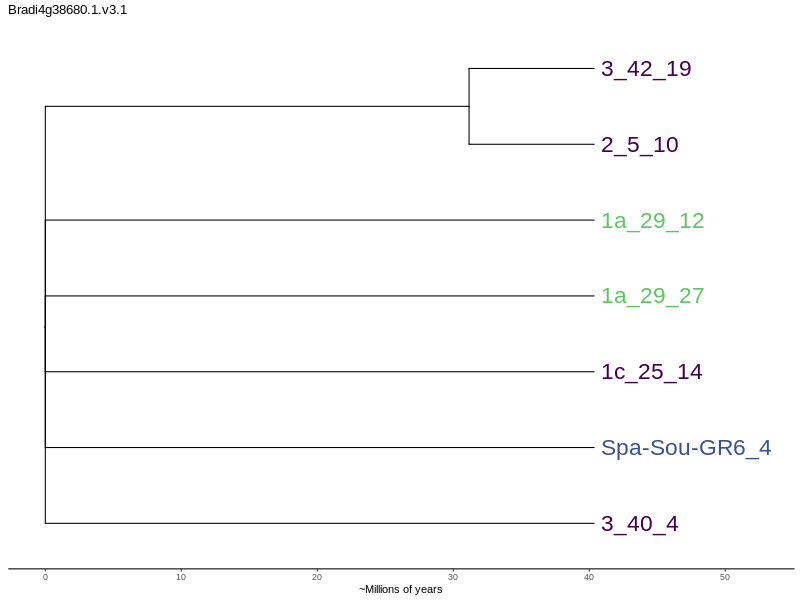 Bradi4g38680.1.v3.1
3_42_19
2_5_10
1a_29_12
1a_29_27
1c_25_14
Spa-Sou-GR6_4
3_40_4
0 10 20 30 40 50
~Millions of years